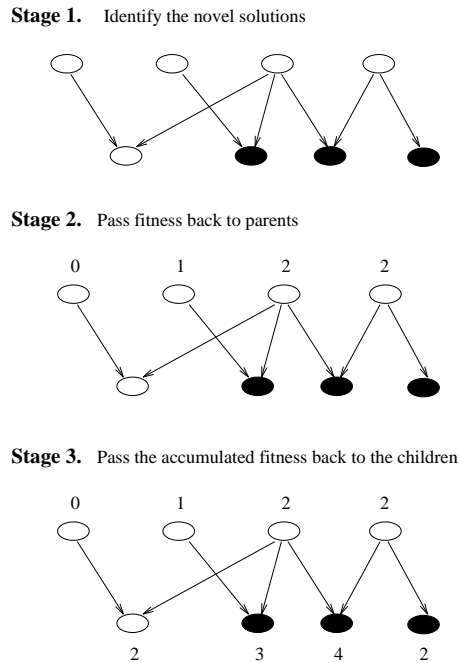 Stage 1. Identify the novel solutions
Stage 2. Pass fitness back to parents
0 1 2 2
Stage 3. Pass the accumulated fitness back to the children
0 1 2 2
2 3 4 2